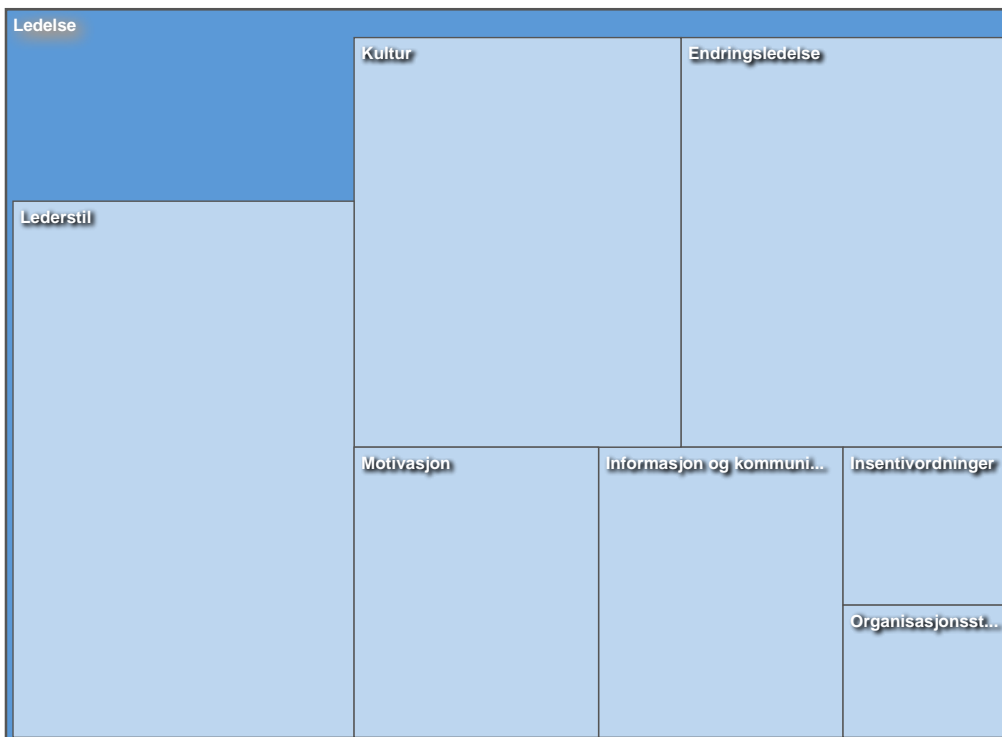 Ledelse
Kultur
Endringsledelse
Lederstil
Motivasjon
Informasjon og kommuni...
Insentivordninger
Organisasjonsst...